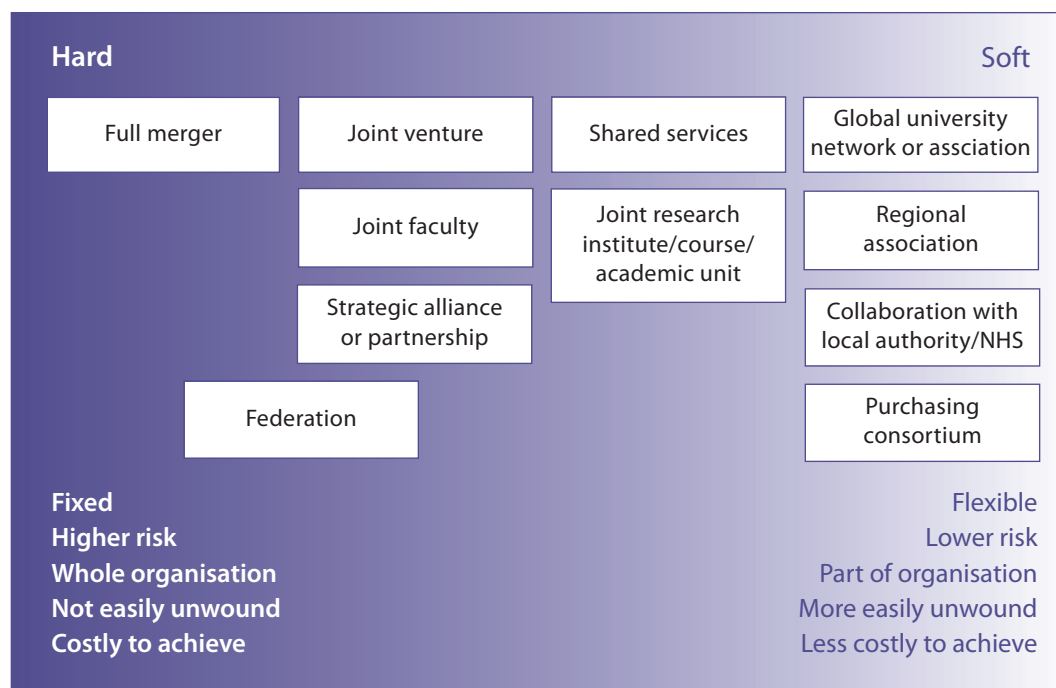 Hard
Soft
Full merger
Joint venture
Shared services
Global university
network or assciation
Joint faculty
Joint research
institute/course/
academic unit
Regional
association
Strategic alliance
or partnership
Collaboration with
local authority/NHS
Federation
Purchasing
consortium
Fixed
Higher risk
Whole organisation
Not easily unwound
Costly to achieve
Flexible
Lower risk
Part of organisation
More easily unwound
Less costly to achieve